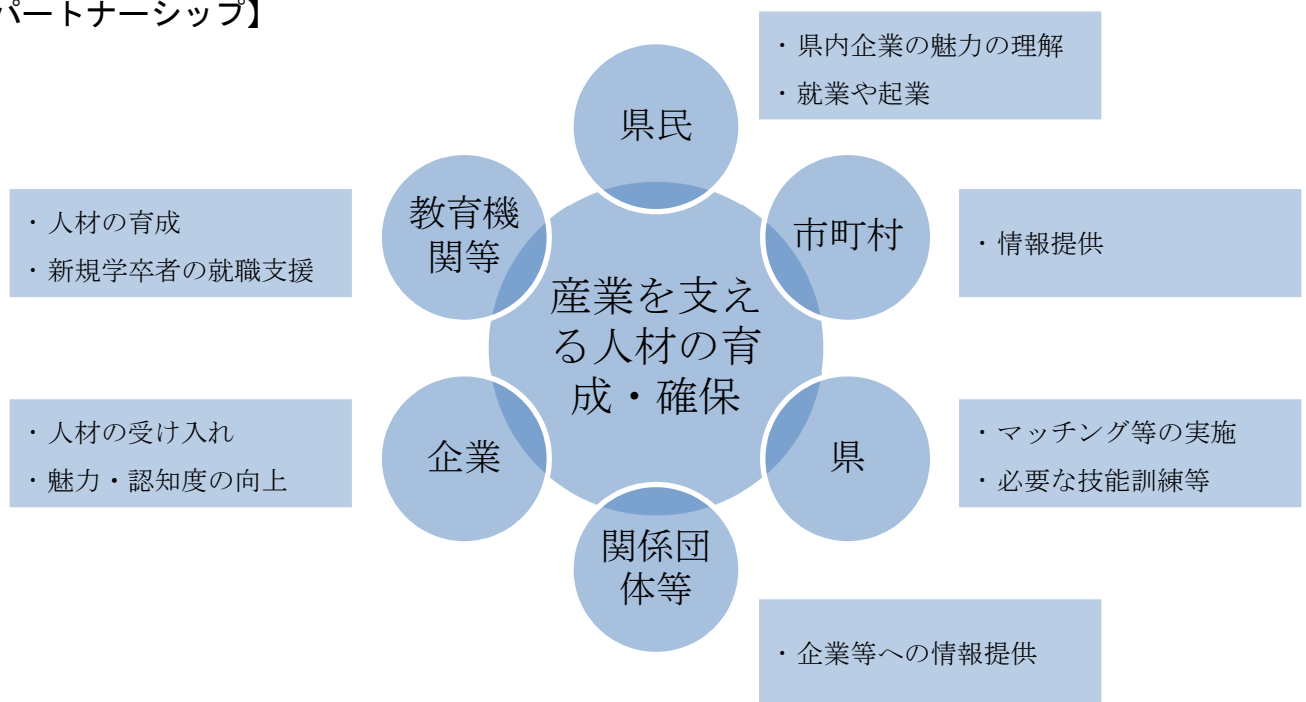 パートナーシップ】
・県内企業の魅力の理解
・就業や起業
県民
教育機
関等
・人材の育成
・新規学卒者の就職支援
市町村
・情報提供
産業を支え
る人材の育
成・確保
企業
・人材の受け入れ
・魅力・認知度の向上
県
・マッチング等の実施
・必要な技能訓練等
関係団
体等
・企業等への情報提供